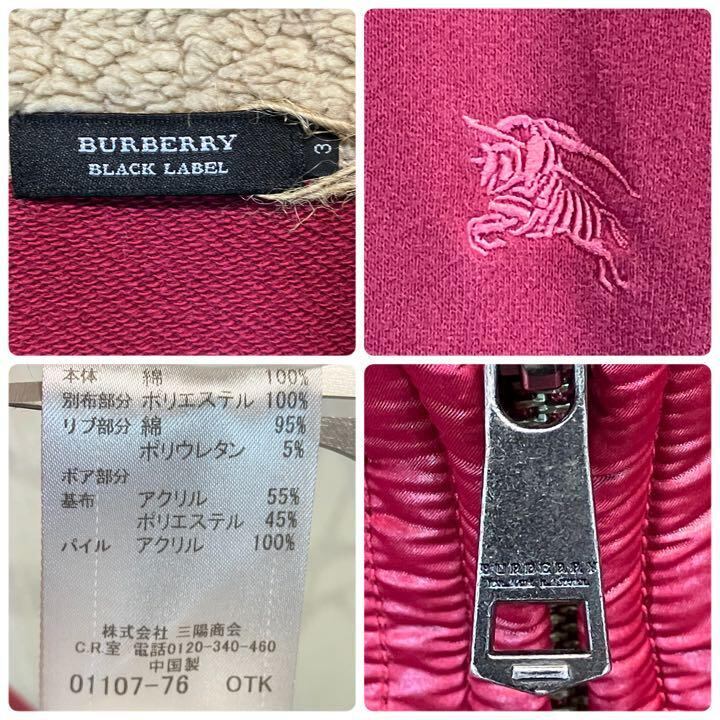 BURBERRY
BLACK LABEL
3
本体 綿 100%
別布部分 ポリエステル 100%
リブ部分 綿 95%
ポリウレタン 5%
ボア部分
基布 アクリル 55%
ポリエステル 45%
パイル アクリル 100%
株式会社 三陽商会
C.R.室 電話0120-340-460
中国製
01107-76 OTK
BURBERRY